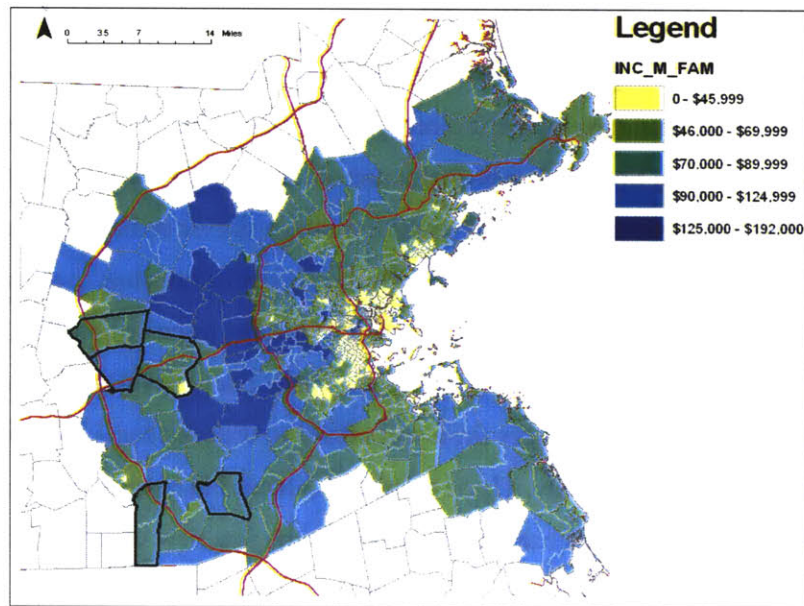 0 3.5 7 14 Miles
Legend
INC_M_FAM
0 - $45.999
$46.000 - $69.999
$70.000 - $89.999
$90.000 - $124.999
$125.000 - $192.000